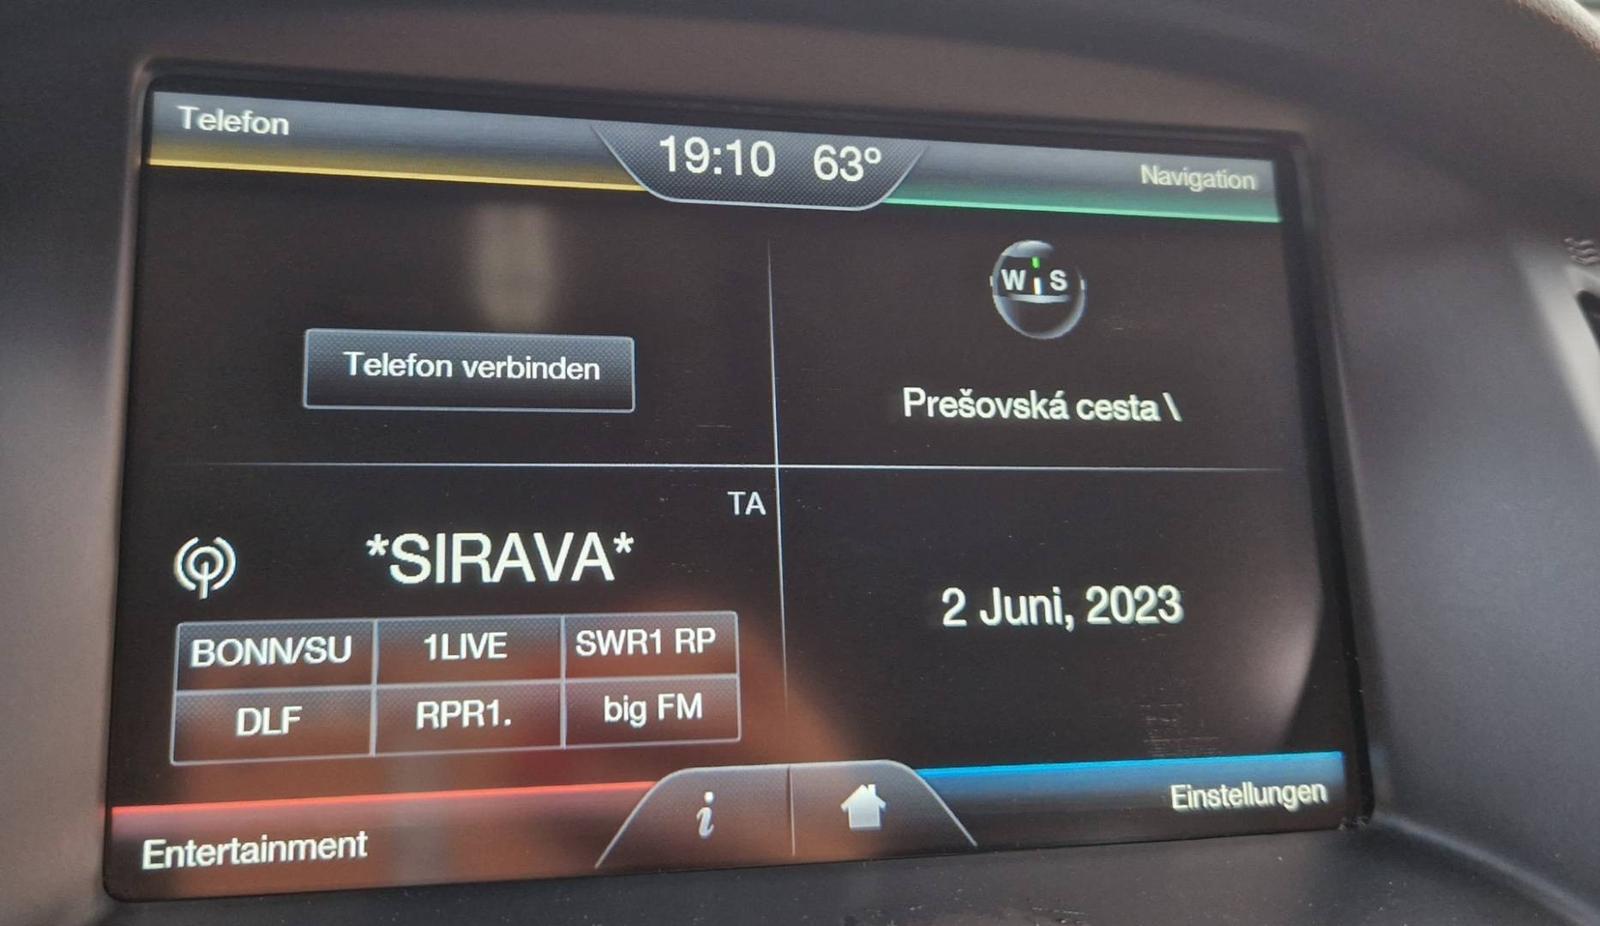 Telefon
19:10 63°
Navigation
W S
Telefon verbinden
Prešovská cesta \
TA
*SIRAVA*
BONN/SU 1LIVE SWR1 RP
DLF RPR1. big FM
2 Juni, 2023
Entertainment
i
Einstellungen